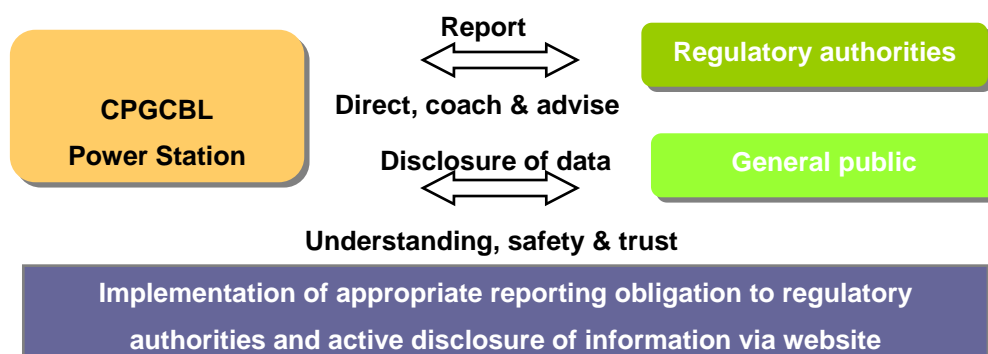 Report
Regulatory authorities
CPGCBL
Power Station
Direct, coach & advise
Disclosure of data
General public
Understanding, safety & trust
Implementation of appropriate reporting obligation to regulatory
authorities and active disclosure of information via website